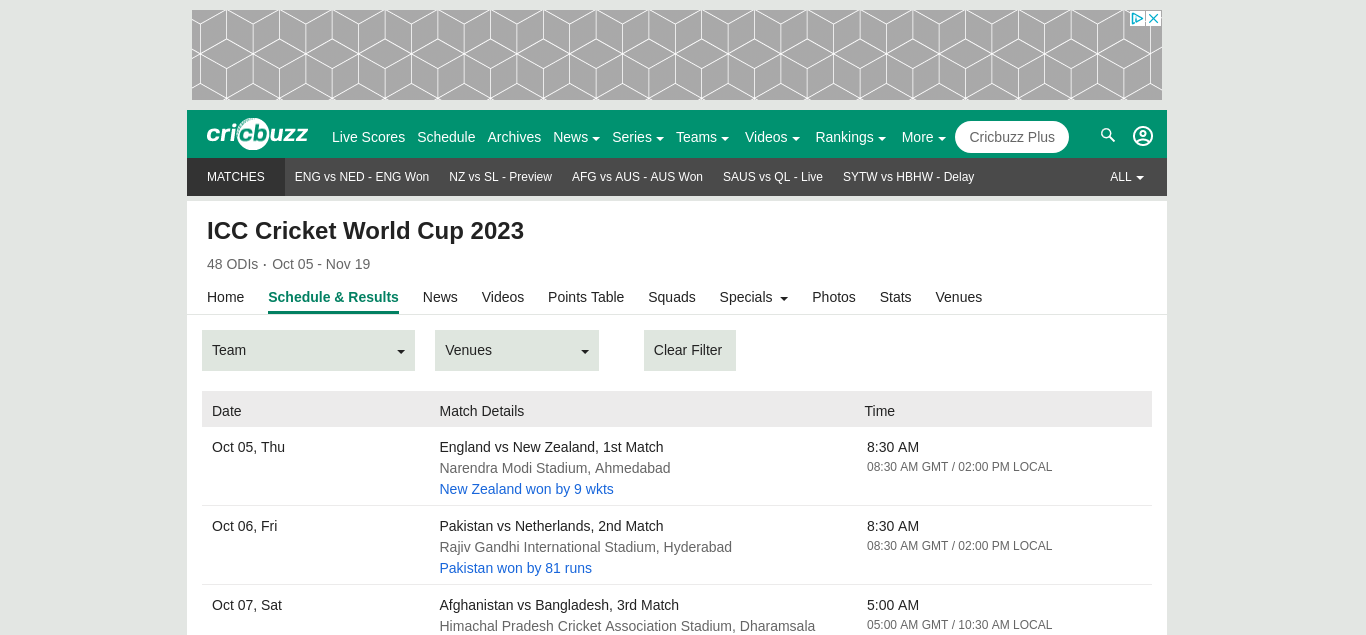 cricbuzz
Live Scores Schedule Archives News Series Teams Videos Rankings More Cricbuzz Plus
MATCHES ENG vs NED - ENG Won NZ vs SL - Preview AFG vs AUS - AUS Won SAUS vs QL - Live SYTW vs HBHW - Delay ALL
ICC Cricket World Cup 2023
48 ODIs · Oct 05 - Nov 19
Home Schedule & Results News Videos Points Table Squads Specials Photos Stats Venues
Team Venues Clear Filter
Date Match Details Time
Oct 05, Thu England vs New Zealand, 1st Match 8:30 AM
Narendra Modi Stadium, Ahmedabad 08:30 AM GMT / 02:00 PM LOCAL
New Zealand won by 9 wkts
Oct 06, Fri Pakistan vs Netherlands, 2nd Match 8:30 AM
Rajiv Gandhi International Stadium, Hyderabad 08:30 AM GMT / 02:00 PM LOCAL
Pakistan won by 81 runs
Oct 07, Sat Afghanistan vs Bangladesh, 3rd Match 5:00 AM
Himachal Pradesh Cricket Association Stadium, Dharamsala 05:00 AM GMT / 10:30 AM LOCAL